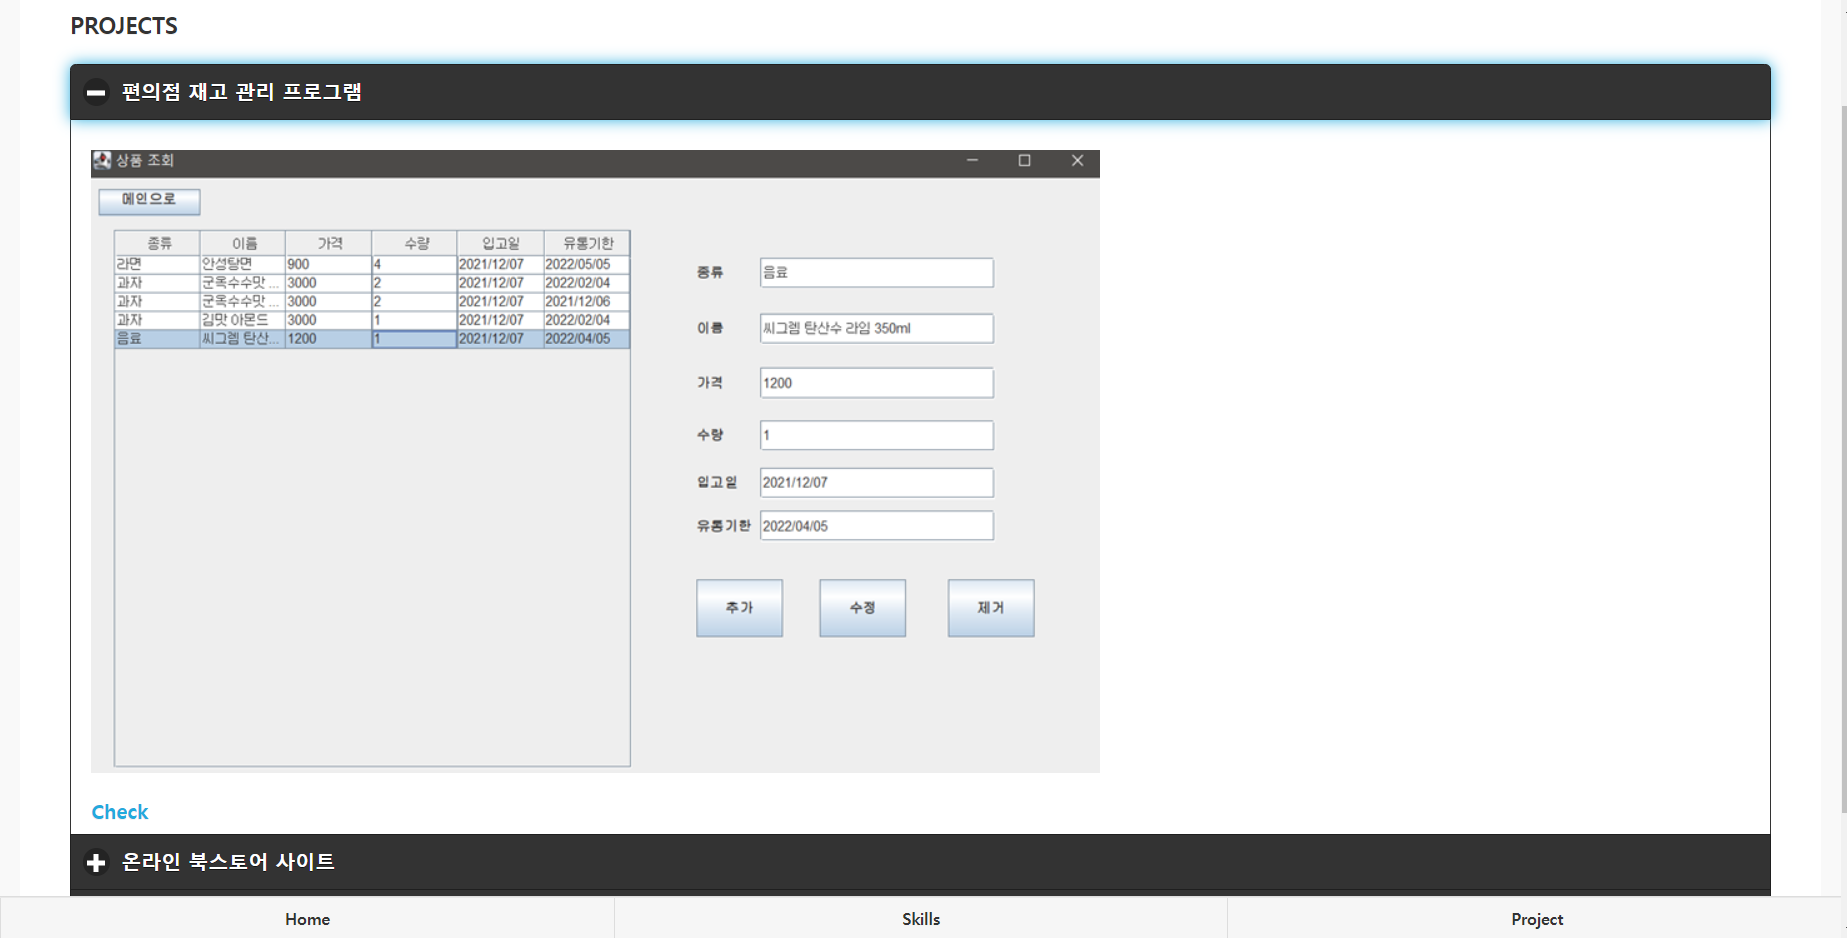 PROJECTS
편의점 재고 관리 프로그램
상품 조회
메인으로
종류 이름 가격 수량 입고일 유통기한
라면 안성탕면 900 4 2021/12/07 2022/05/05
과자 군옥수수맛 ... 3000 2 2021/12/07 2022/02/04
과자 군옥수수맛 ... 3000 2 2021/12/07 2021/12/06
과자 김맛 아몬드 3000 1 2021/12/07 2022/02/04
음료 씨그램 탄산... 1200 1 2021/12/07 2022/04/05
종류 음료
이름 씨그램 탄산수 라임 350ml
가격 1200
수량 1
입고일 2021/12/07
유통기한 2022/04/05
추가 수정 제거
Check
온라인 북스토어 사이트
Home Skills Project